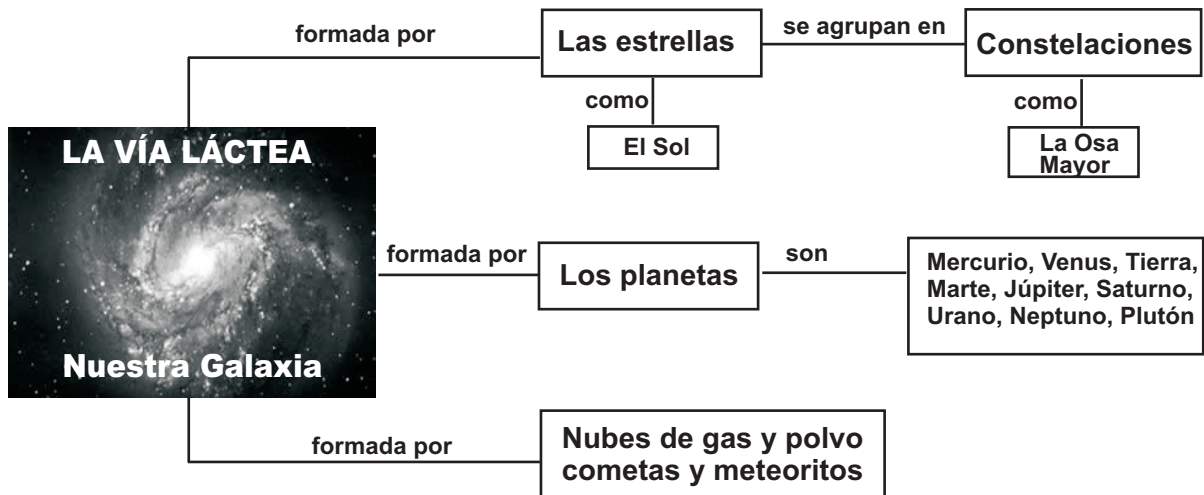 formada por
Las estrellas
se agrupan en
Constelaciones
como
El Sol
como
La Osa
Mayor
LA VÍA LÁCTEA
Nuestra Galaxia
formada por
Los planetas
son
Mercurio, Venus, Tierra,
Marte, Júpiter, Saturno,
Urano, Neptuno, Plutón
formada por
Nubes de gas y polvo
cometas y meteoritos